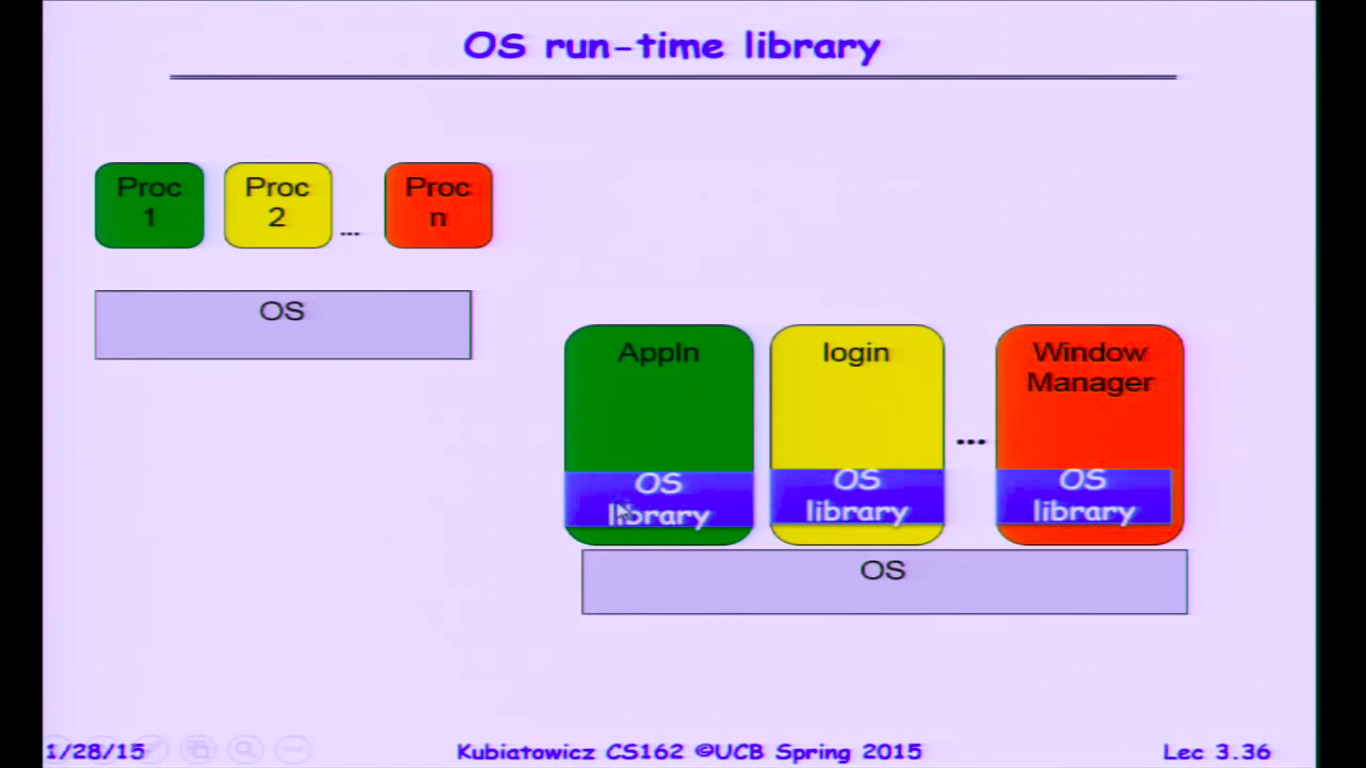 OS run-time library
Proc
1
Proc
2
...
Proc
n
OS
Appln
OS
library
login
OS
library
...
Window
Manager
OS
library
OS
1/28/15
Kubiatowicz CS162 ©UCB Spring 2015
Lec 3.36